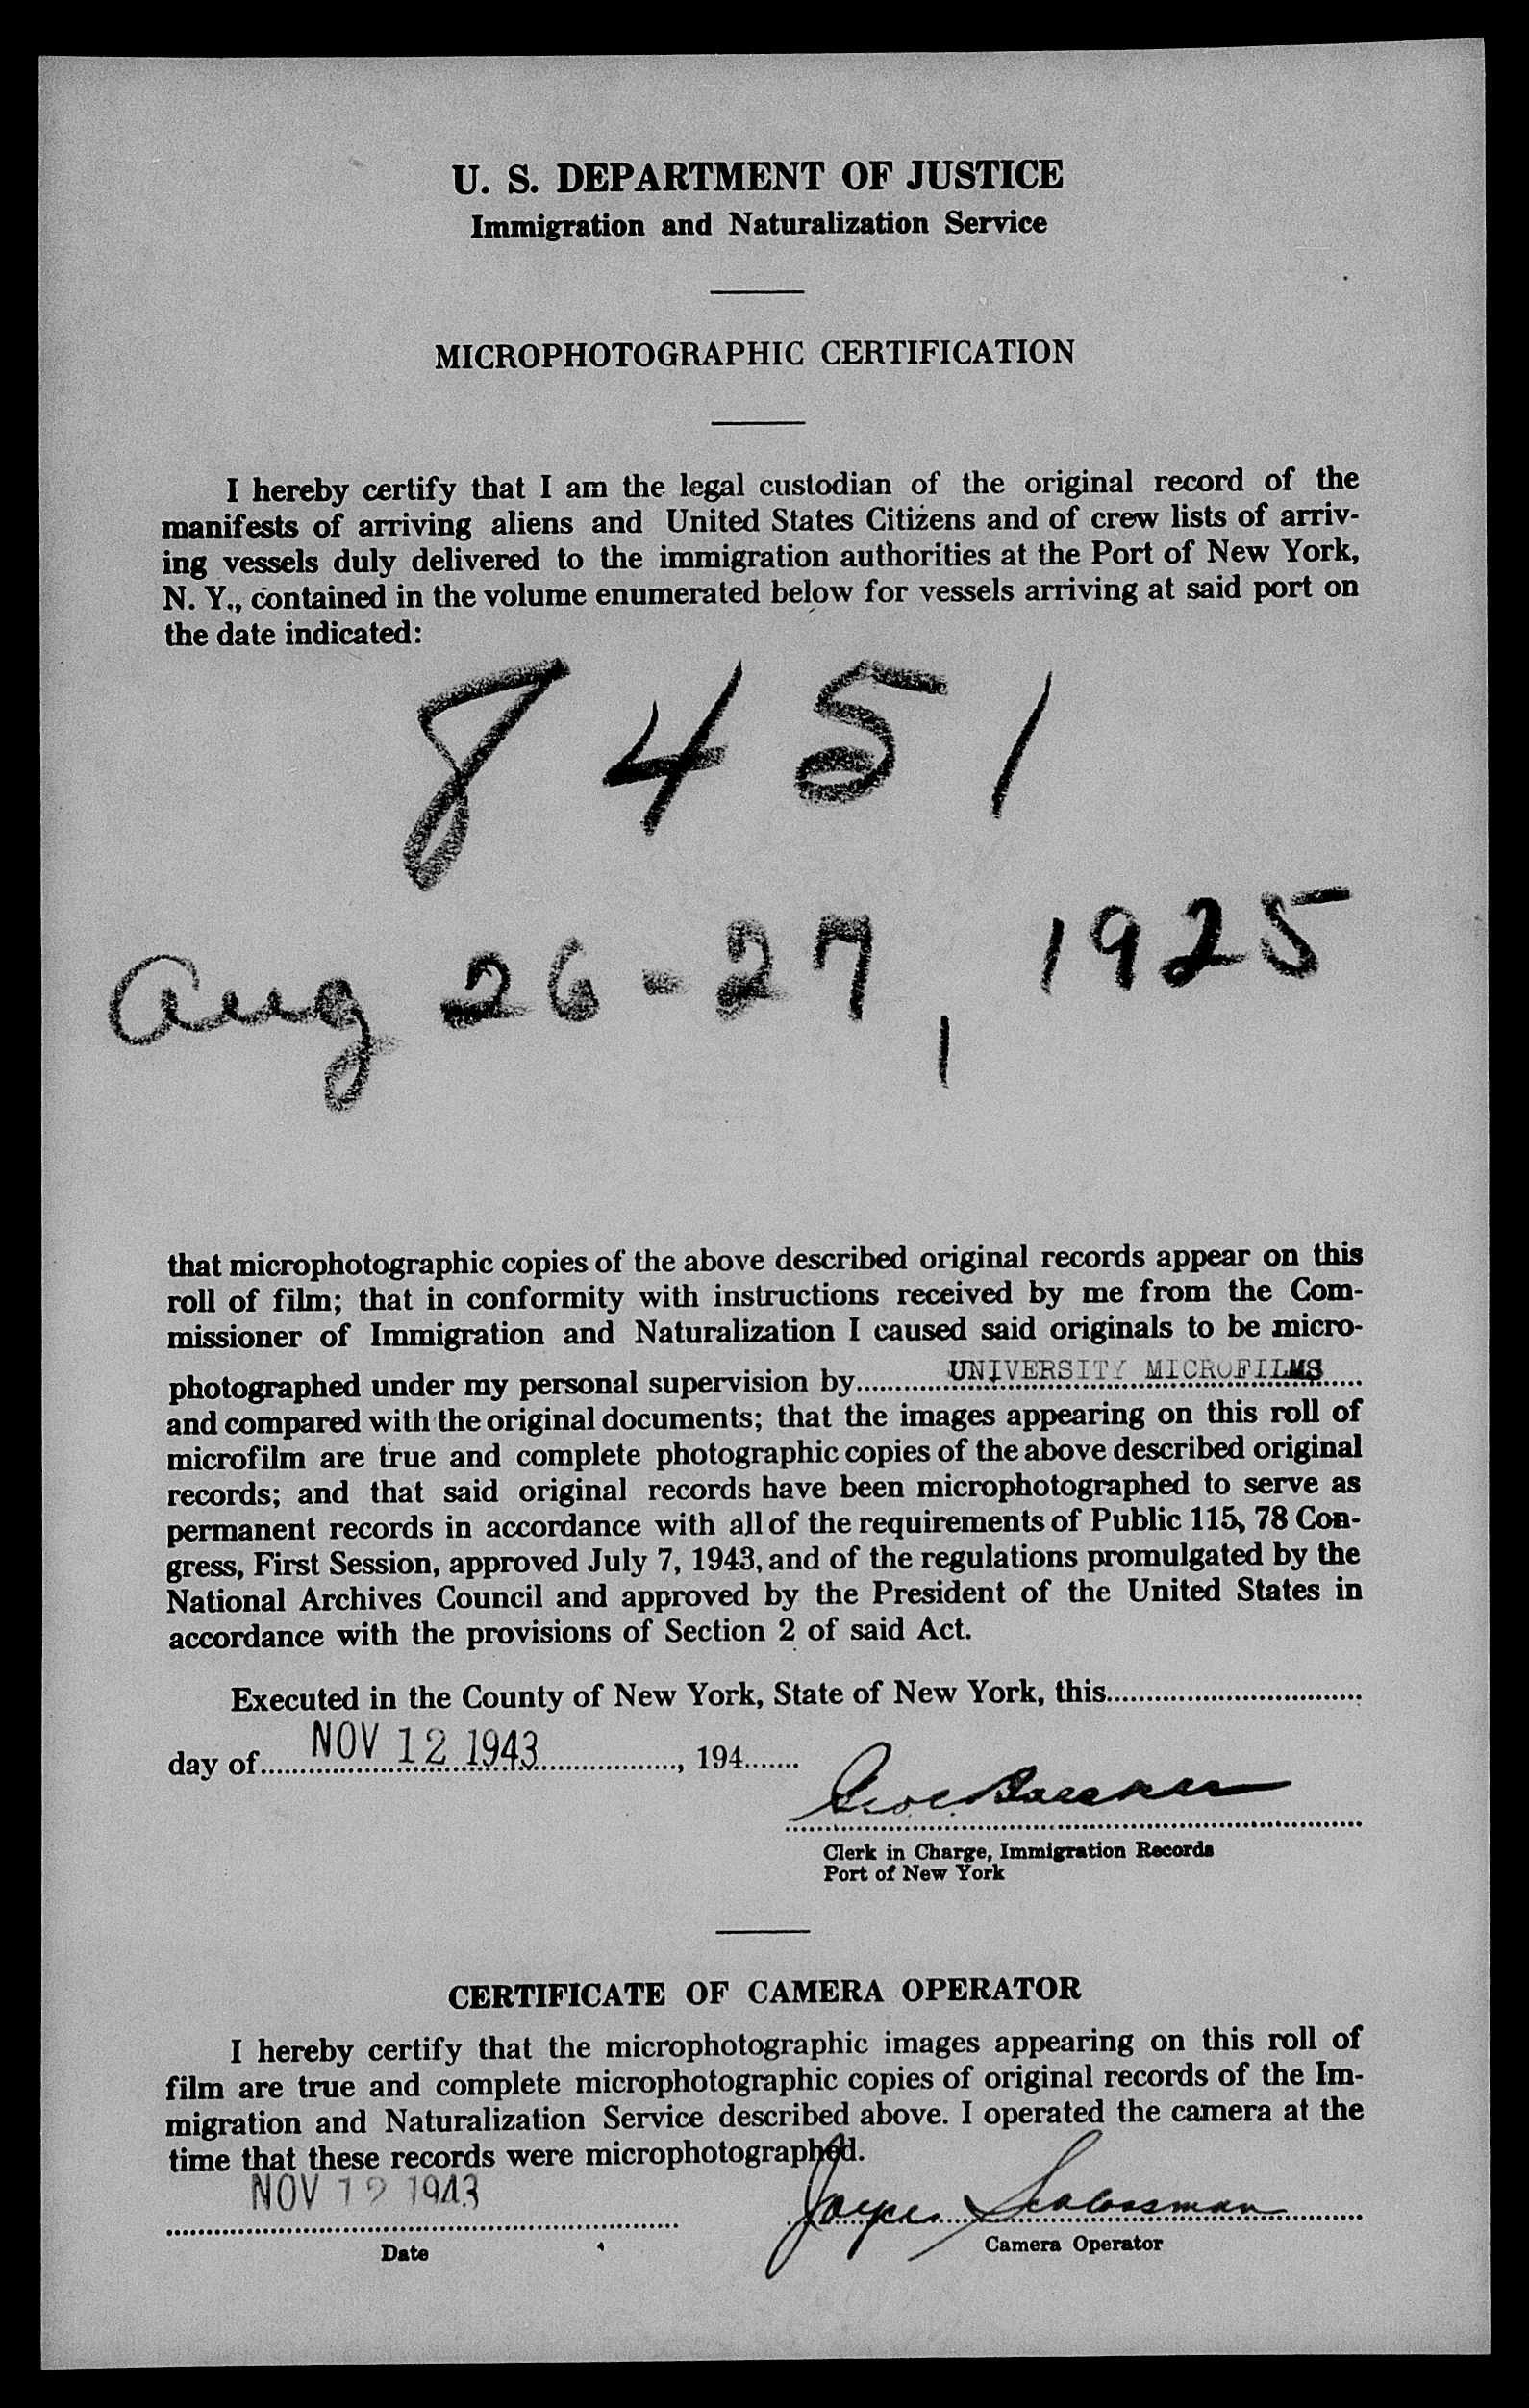 U. S. DEPARTMENT OF JUSTICE
Immigration and Naturalization Service
MICROPHOTOGRAPHIC CERTIFICATION
I hereby certify that I am the legal custodian of the original record of the
manifests of arriving aliens and United States Citizens and of crew lists of arriv-
ing vessels duly delivered to the immigration authorities at the Port of New York,
N. Y., contained in the volume enumerated below for vessels arriving at said port on
the date indicated:
8451
Aug 26-27, 1925
that microphotographic copies of the above described original records appear on this
roll of film; that in conformity with instructions received by me from the Com-
missioner of Immigration and Naturalization I caused said originals to be micro-
photographed under my personal supervision by UNIVERSITY MICROFILMS
and compared with the original documents; that the images appearing on this roll of
microfilm are true and complete photographic copies of the above described original
records; and that said original records have been microphotographed to serve as
permanent records in accordance with all of the requirements of Public 115, 78 Con-
gress, First Session, approved July 7, 1943, and of the regulations promulgated by the
National Archives Council and approved by the President of the United States in
accordance with the provisions of Section 2 of said Act.
Executed in the County of New York, State of New York, this
day of NOV 12 1943, 194
Clerk in Charge, Immigration Records
Port of New York
CERTIFICATE OF CAMERA OPERATOR
I hereby certify that the microphotographic images appearing on this roll of
film are true and complete microphotographic copies of original records of the Im-
migration and Naturalization Service described above. I operated the camera at the
time that these records were microphotographed.
NOV 12 1943 Joyce
Date Camera Operator